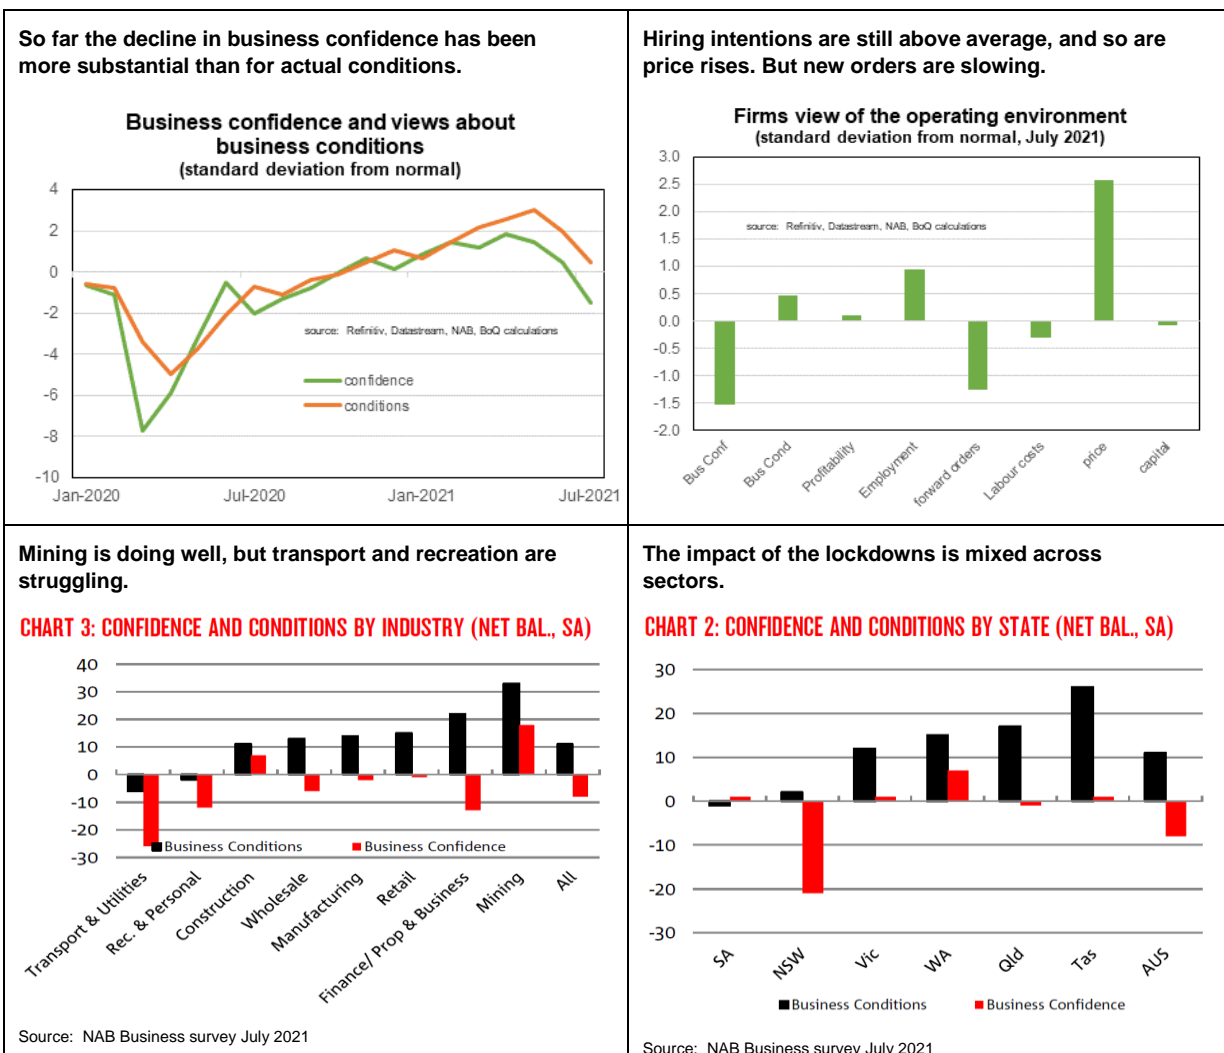 So far the decline in business confidence has been
more substantial than for actual conditions.
Business confidence and views about
business conditions
(standard deviation from normal)
4
2
0
-2
-4
-6
-8
-10
source: Refinitiv, Datastream, NAB, BoQ calculations
confidence
conditions
Jan-2020
Jul-2020
Jan-2021
Jul-2021
Hiring intentions are still above average, and so are
price rises. But new orders are slowing.
Firms view of the operating environment
(standard deviation from normal, July 2021)
3.0
2.5
2.0
1.5
1.0
0.5
0.0
-0.5
-1.0
-1.5
-2.0
source: Refinitiv, Datastream, NAB, BoQ calculations
Bus Conf
Bus Cond
Profitability
Employment
forward orders
Labour costs
price
capital
Mining is doing well, but transport and recreation are
struggling.
CHART 3: CONFIDENCE AND CONDITIONS BY INDUSTRY (NET BAL., SA)
40
30
20
10
0
-10
-20
-30
Business Conditions
Business Confidence
Transport & Utilities
Rec. & Personal
Construction
Wholesale
Manufacturing
Retail
Finance/ Prop & Business
Mining
All
Source: NAB Business survey July 2021
The impact of the lockdowns is mixed across
sectors.
CHART 2: CONFIDENCE AND CONDITIONS BY STATE (NET BAL., SA)
30
20
10
0
-10
-20
-30
SA
NSW
Vic
WA
Qld
Tas
AUS
Business Conditions
Business Confidence
Source: NAB Business survey July 2021